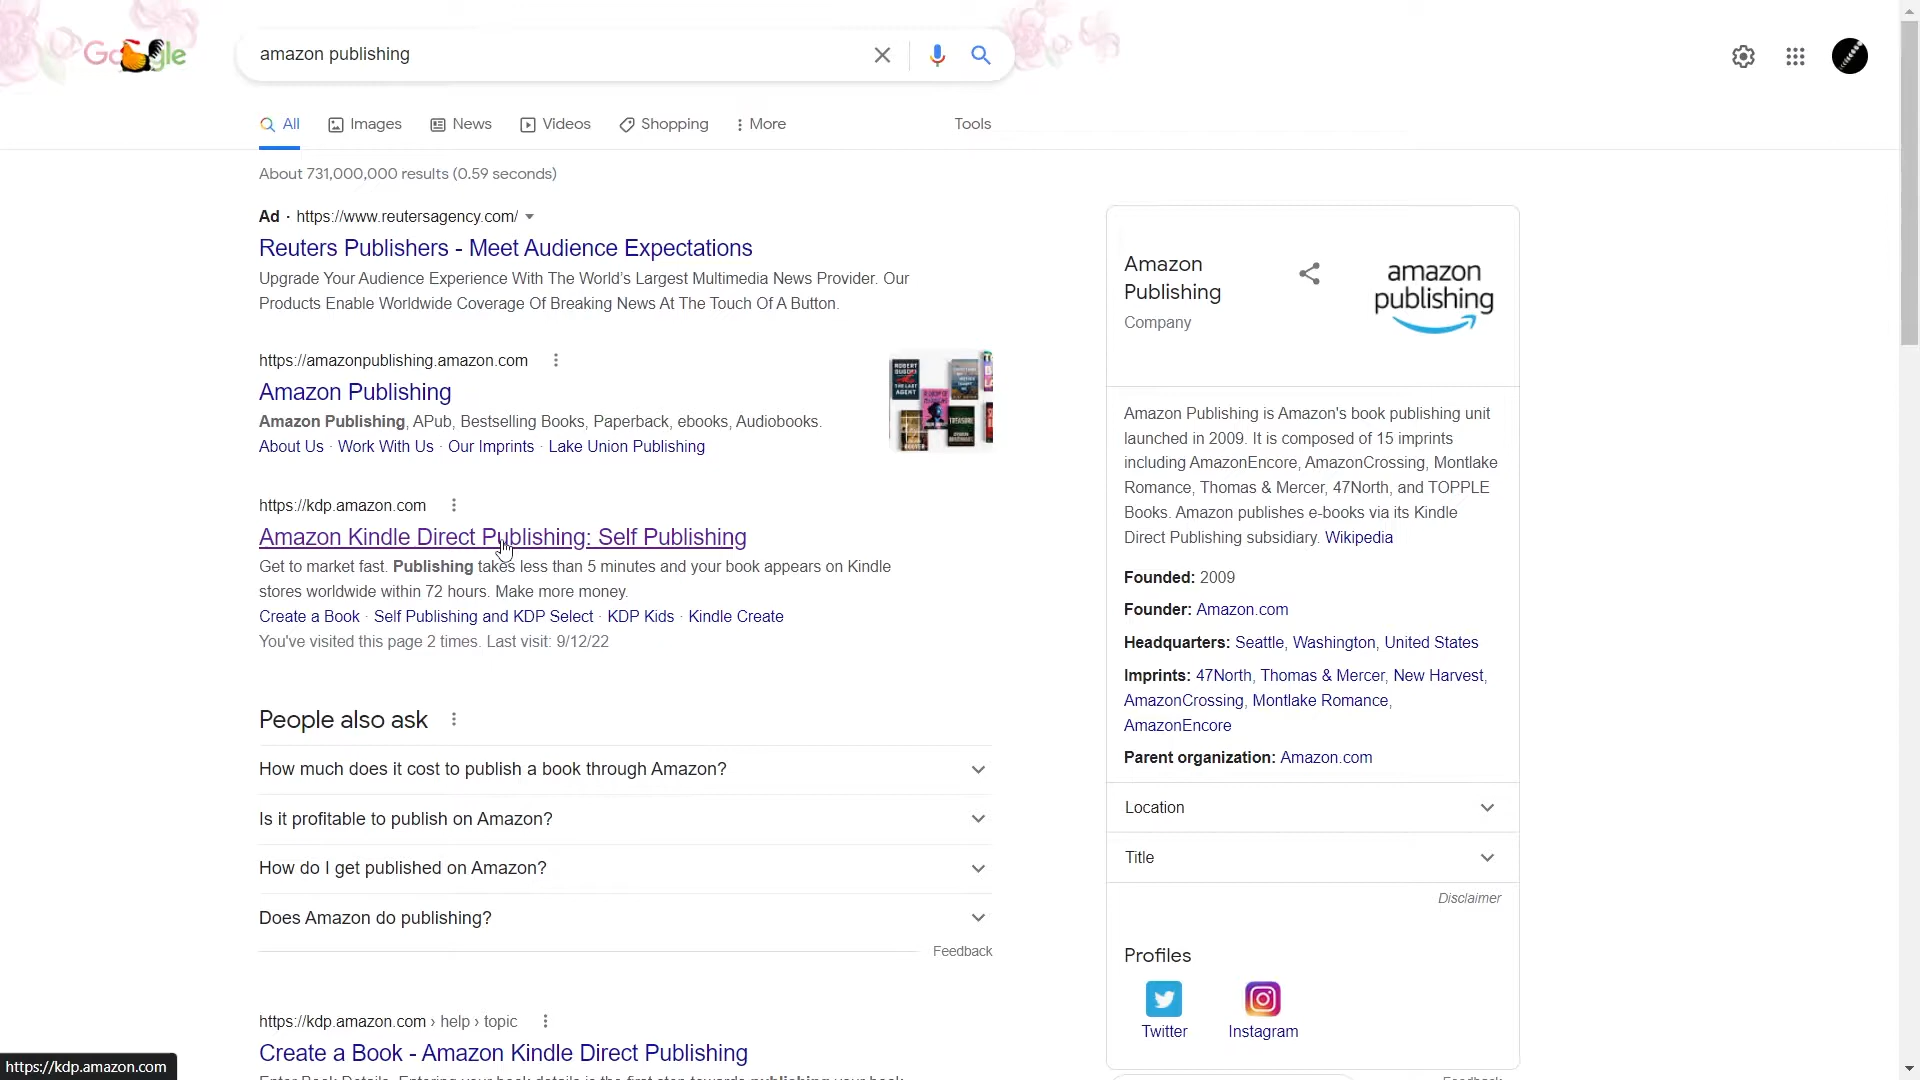 Google
amazon publishing
All
Images
News
Videos
Shopping
More
Tools
About 731,000,000 results (0.59 seconds)
Ad · https://www.reutersagency.com/
Reuters Publishers - Meet Audience Expectations
Upgrade Your Audience Experience With The World's Largest Multimedia News Provider. Our
Products Enable Worldwide Coverage Of Breaking News At The Touch Of A Button.
https://amazonpublishing.amazon.com
Amazon Publishing
Amazon Publishing, APub, Bestselling Books, Paperback, ebooks, Audiobooks.
About Us · Work With Us · Our Imprints · Lake Union Publishing
https://kdp.amazon.com
Amazon Kindle Direct Publishing: Self Publishing
Get to market fast. Publishing takes less than 5 minutes and your book appears on Kindle
stores worldwide within 72 hours. Make more money.
Create a Book · Self Publishing and KDP Select · KDP Kids · Kindle Create
You've visited this page 2 times. Last visit: 9/12/22
People also ask
How much does it cost to publish a book through Amazon?
Is it profitable to publish on Amazon?
How do I get published on Amazon?
Does Amazon do publishing?
Feedback
https://kdp.amazon.com › help › topic
Create a Book - Amazon Kindle Direct Publishing
https://kdp.amazon.com
Amazon
Publishing
Company
amazon
publishing
Amazon Publishing is Amazon's book publishing unit
launched in 2009. It is composed of 15 imprints
including AmazonEncore, AmazonCrossing, Montlake
Romance, Thomas & Mercer, 47North, and TOPPLE
Books. Amazon publishes e-books via its Kindle
Direct Publishing subsidiary. Wikipedia
Founded: 2009
Founder: Amazon.com
Headquarters: Seattle, Washington, United States
Imprints: 47North, Thomas & Mercer, New Harvest,
AmazonCrossing, Montlake Romance,
AmazonEncore
Parent organization: Amazon.com
Location
Title
Disclaimer
Profiles
Twitter
Instagram